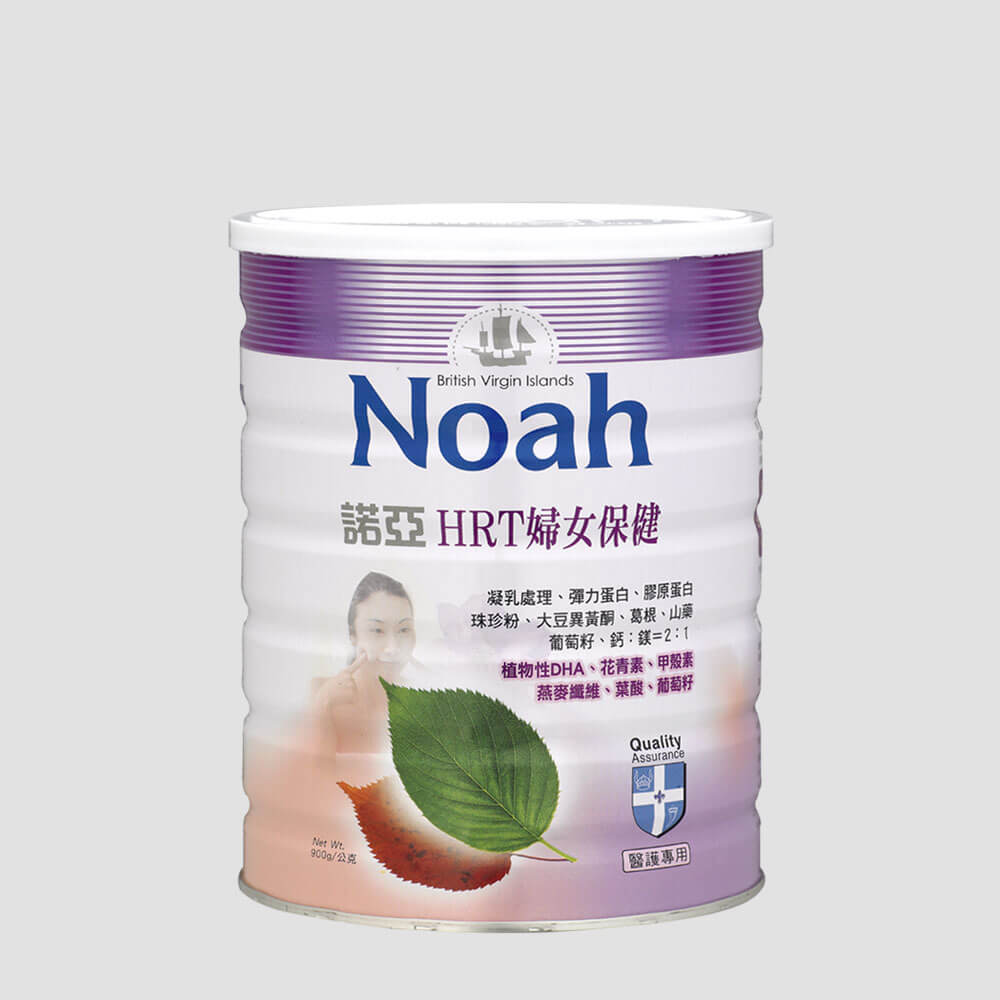 British Virgin Islands
Noah
諾亞 HRT婦女保健
凝乳處理、彈力蛋白、膠原蛋白
珠珍粉、大豆異黃酮、葛根、山藥
葡萄籽、鈣：鎂=2：1
植物性DHA、花青素、甲殼素
燕麥纖維、葉酸、葡萄籽
Quality
Assurance
Net Wt.
900g/公克
醫護專用